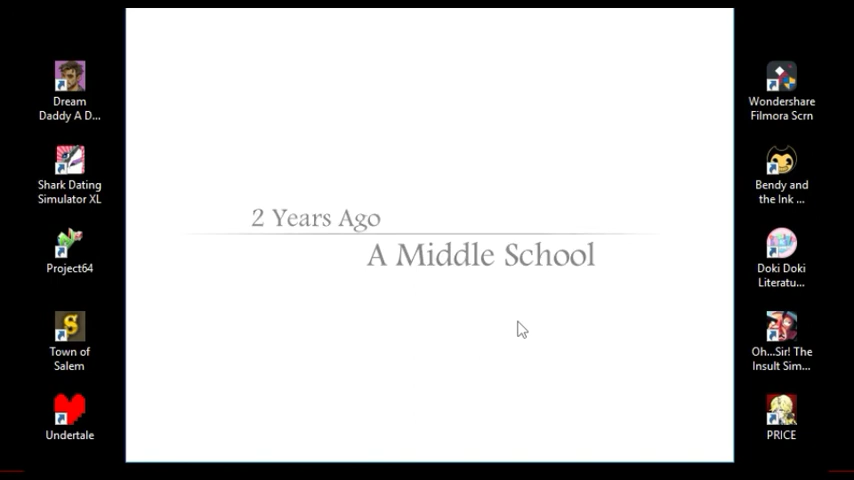 Dream
Daddy A D...
Shark Dating
Simulator XL
Project64
Town of
Salem
Undertale
2 Years Ago
A Middle School
Wondershare
Filmora Scrn
Bendy and
the Ink ...
Doki Doki
Literatu...
Oh...Sir! The
Insult Sim...
PRICE